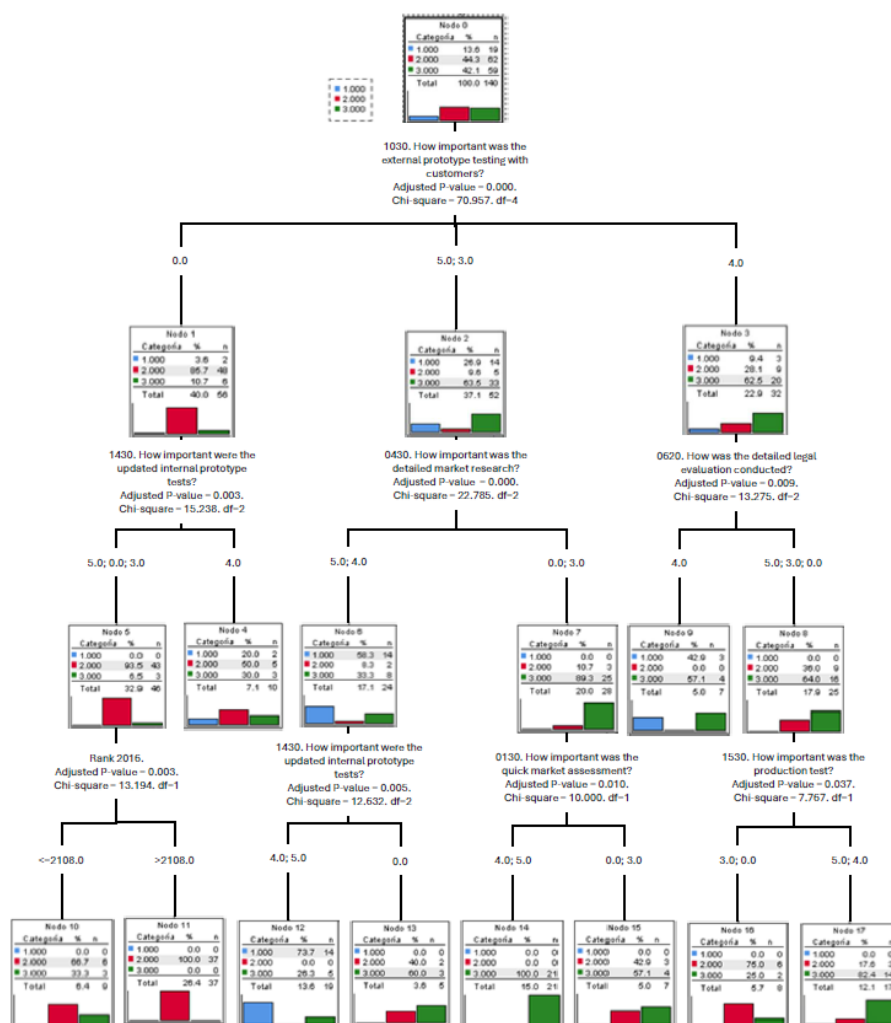 Nodo 0
Categoría % n
1.000 13.6 19
2.000 44.3 62
3.000 42.1 59
Total 100.0 140
1.000
2.000
3.000
1030. How important was the
external prototype testing with
customers?
Adjusted P-value = 0.000.
Chi-square = 70.957. df=4
0.0
5.0; 3.0
4.0
Nodo 1
Categoría % n
1.000 3.6 2
2.000 85.7 48
3.000 10.7 6
Total 40.0 56
Nodo 2
Categoría % n
1.000 26.9 14
2.000 9.6 5
3.000 63.5 33
Total 37.1 52
Nodo 3
Categoría % n
1.000 9.4 3
2.000 28.1 9
3.000 62.5 20
Total 22.9 32
1430. How important were the
updated internal prototype
tests?
Adjusted P-value = 0.003.
Chi-square = 15.238. df=2
0430. How important was the
detailed market research?
Adjusted P-value = 0.000.
Chi-square = 22.785. df=2
0620. How was the detailed legal
evaluation conducted?
Adjusted P-value = 0.009.
Chi-square = 13.275. df=2
5.0; 0.0; 3.0
4.0
5.0; 4.0
0.0; 3.0
4.0
5.0; 3.0; 0.0
Nodo 5
Categoría % n
1.000 0.0 0
2.000 93.5 43
3.000 6.5 3
Total 32.9 46
Nodo 4
Categoría % n
1.000 20.0 2
2.000 50.0 5
3.000 30.0 3
Total 7.1 10
Nodo 6
Categoría % n
1.000 58.3 14
2.000 8.3 2
3.000 33.3 8
Total 17.1 24
Nodo 7
Categoría % n
1.000 0.0 0
2.000 10.7 3
3.000 89.3 25
Total 20.0 28
Nodo 9
Categoría % n
1.000 42.9 3
2.000 0.0 0
3.000 57.1 4
Total 5.0 7
Nodo 8
Categoría % n
1.000 0.0 0
2.000 36.0 9
3.000 64.0 16
Total 17.9 25
Rank 2016.
Adjusted P-value = 0.003.
Chi-square = 13.194. df=1
1430. How important were the
updated internal prototype
tests?
Adjusted P-value = 0.005.
Chi-square = 12.632. df=2
0130. How important was the
quick market assessment?
Adjusted P-value = 0.010.
Chi-square = 10.000. df=1
1530. How important was the
production test?
Adjusted P-value = 0.037.
Chi-square = 7.767. df=1
<=2108.0
>2108.0
4.0; 5.0
0.0
4.0; 5.0
0.0; 3.0
3.0; 0.0
5.0; 4.0
Nodo 10
Categoría % n
1.000 0.0 0
2.000 66.7 6
3.000 33.3 3
Total 6.4 9
Nodo 11
Categoría % n
1.000 0.0 0
2.000 100.0 37
3.000 0.0 0
Total 26.4 37
Nodo 12
Categoría % n
1.000 73.7 14
2.000 0.0 0
3.000 26.3 5
Total 13.6 19
Nodo 13
Categoría % n
1.000 0.0 0
2.000 40.0 2
3.000 60.0 3
Total 3.6 5
Nodo 14
Categoría % n
1.000 0.0 0
2.000 0.0 0
3.000 100.0 21
Total 15.0 21
Nodo 15
Categoría % n
1.000 0.0 0
2.000 42.9 3
3.000 57.1 4
Total 5.0 7
Nodo 16
Categoría % n
1.000 0.0 0
2.000 75.0 6
3.000 25.0 2
Total 5.7 8
Nodo 17
Categoría % n
1.000 0.0 0
2.000 17.6 3
3.000 82.4 14
Total 12.1 17